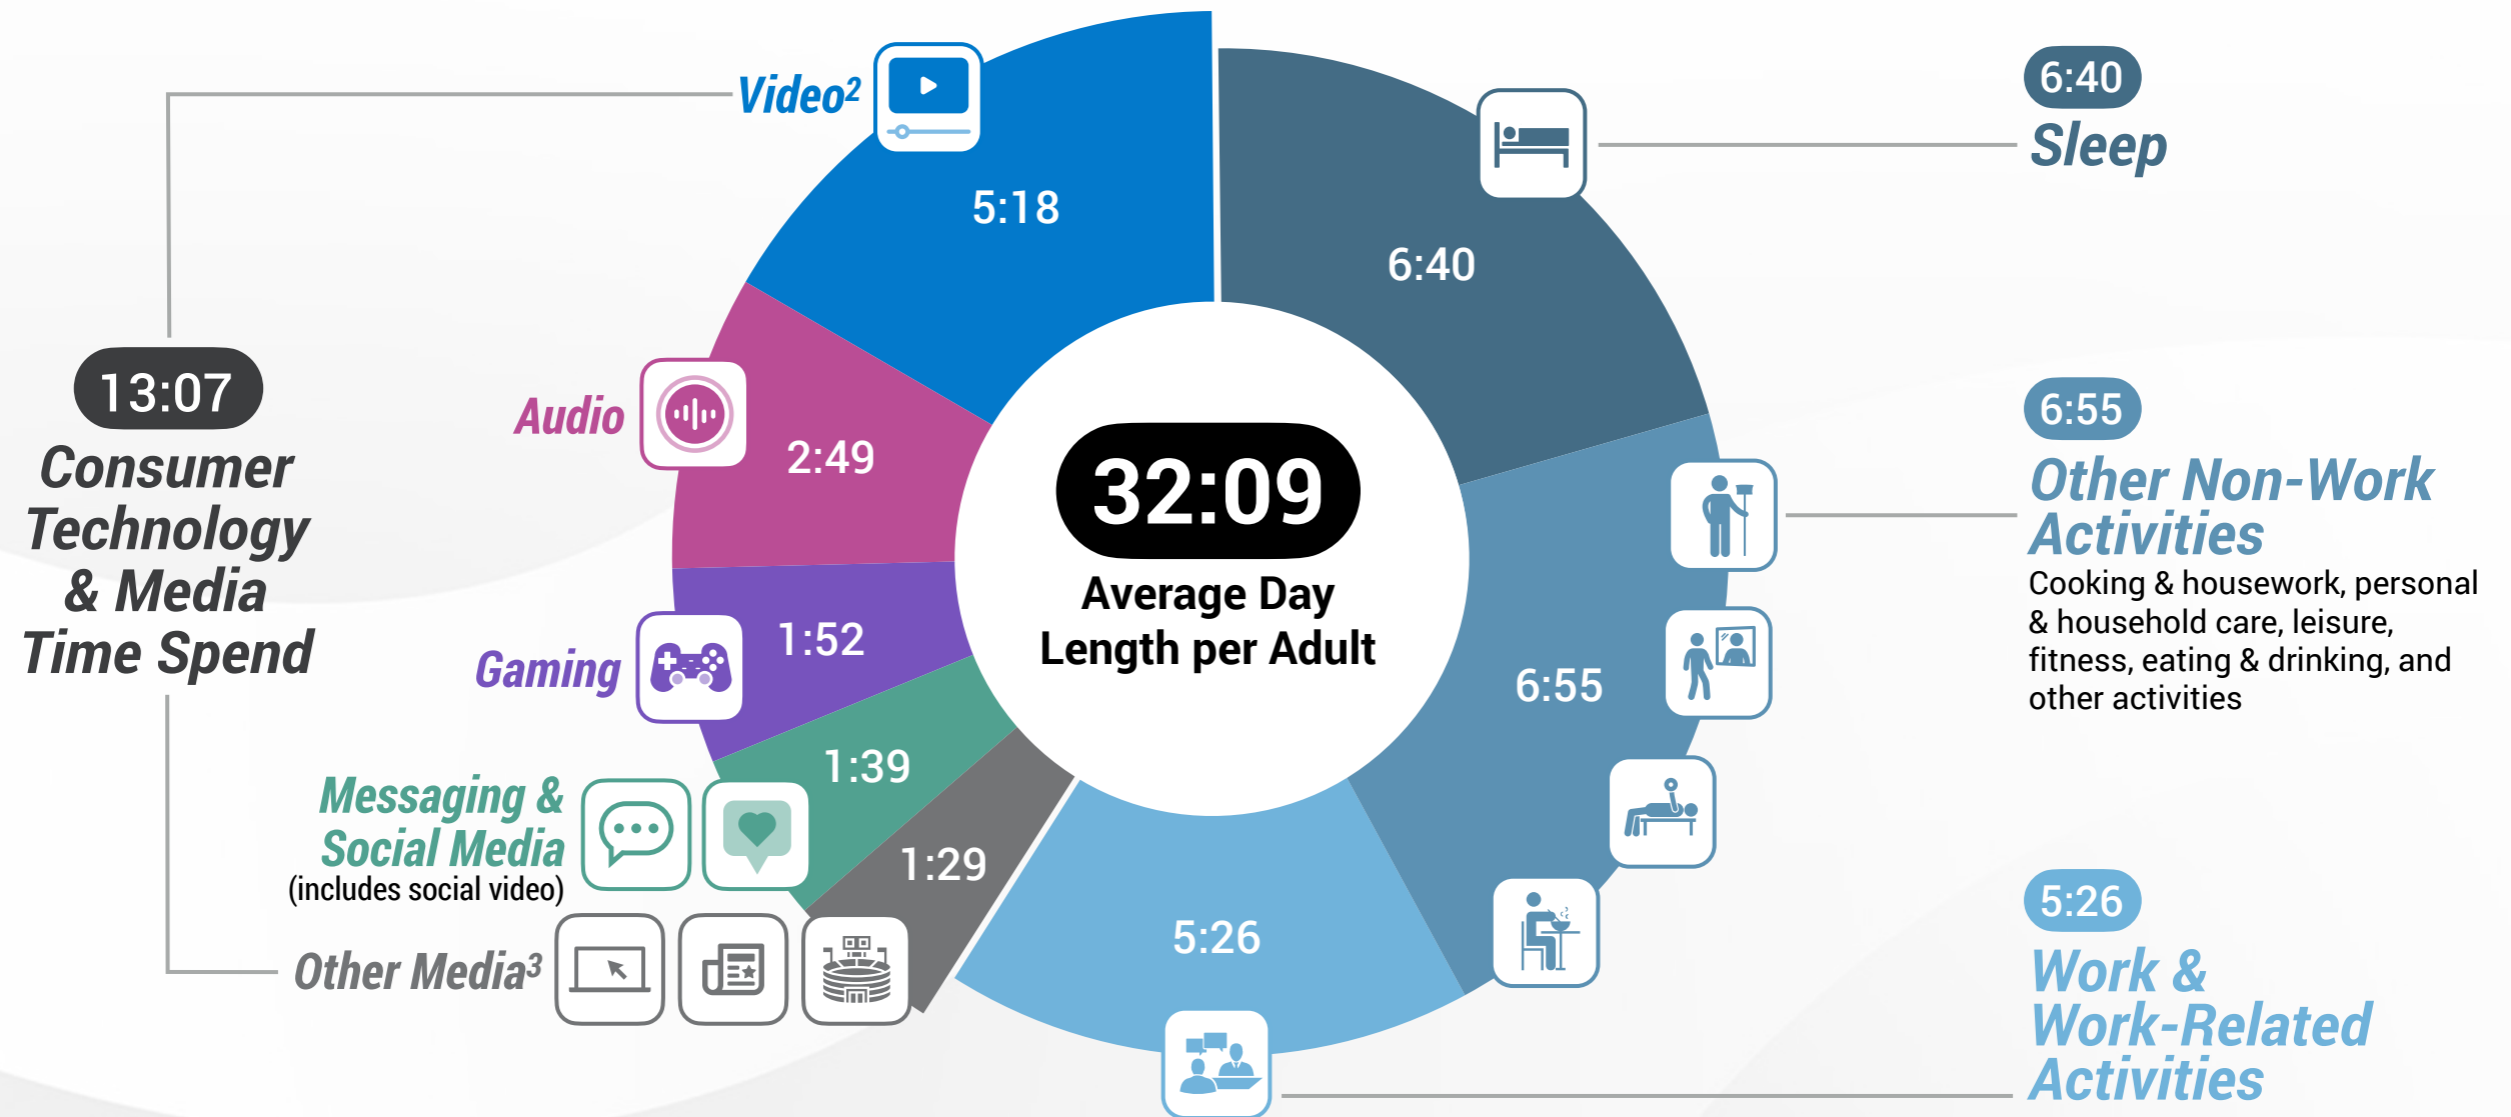 Video²
5:18
6:40
6:40
Sleep
13:07
Consumer
Technology
& Media
Time Spend
Audio
2:49
32:09
Average Day
Length per Adult
6:55
Other Non-Work
Activities
Cooking & housework, personal
& household care, leisure,
fitness, eating & drinking, and
other activities
6:55
Gaming
1:52
Messaging &
Social Media
(includes social video)
1:39
Other Media³
1:29
5:26
5:26
Work &
Work-Related
Activities